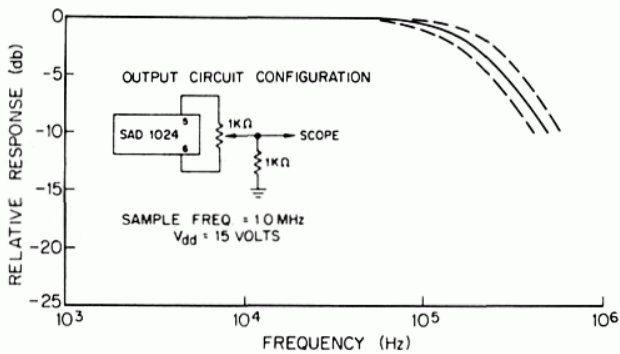 RELATIVE RESPONSE (db)
0
-5
-10
-15
-20
-25
OUTPUT CIRCUIT CONFIGURATION
SAD 1024
5
6
1KΩ
SCOPE
1KΩ
SAMPLE FREQ. = 1.0 MHz
Vdd = 15 VOLTS
10³
10⁴
10⁵
10⁶
FREQUENCY (Hz)